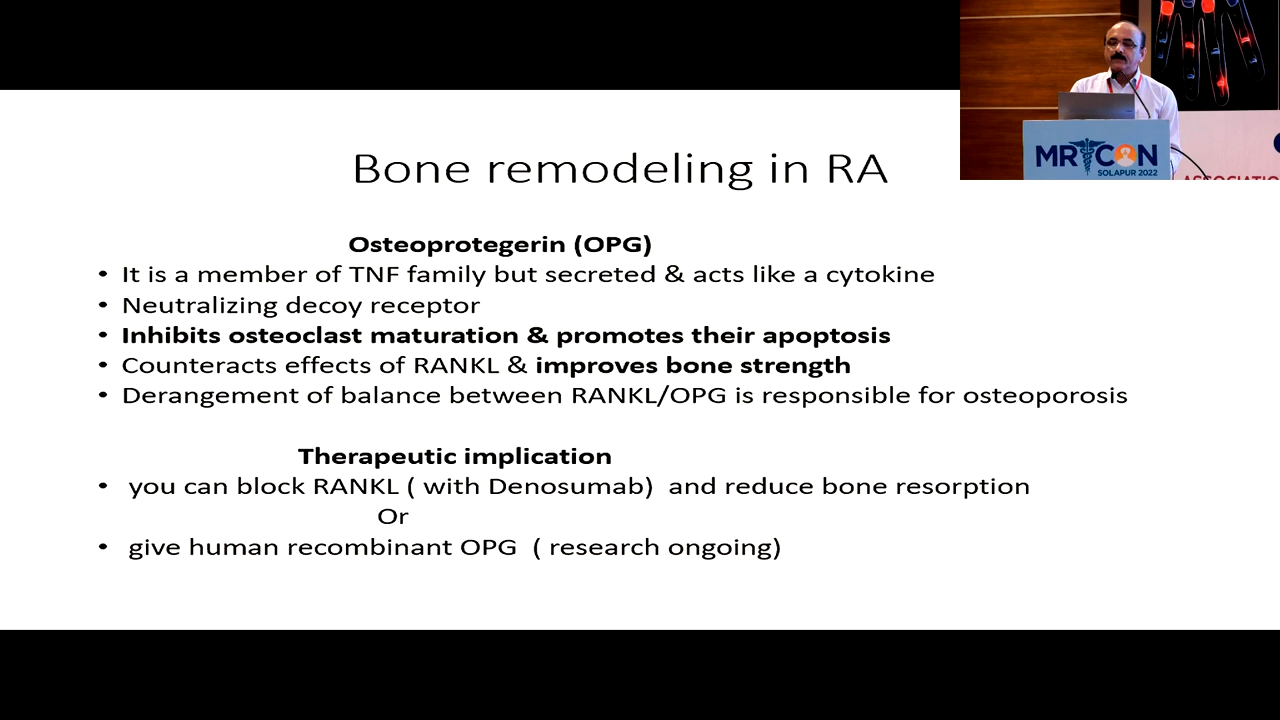 Bone remodeling in RA
Osteoprotegerin (OPG)
• It is a member of TNF family but secreted & acts like a cytokine
• Neutralizing decoy receptor
• Inhibits osteoclast maturation & promotes their apoptosis
• Counteracts effects of RANKL & improves bone strength
• Derangement of balance between RANKL/OPG is responsible for osteoporosis
Therapeutic implication
• you can block RANKL ( with Denosumab) and reduce bone resorption
Or
• give human recombinant OPG ( research ongoing)
MR CON
SOLAPUR 2022